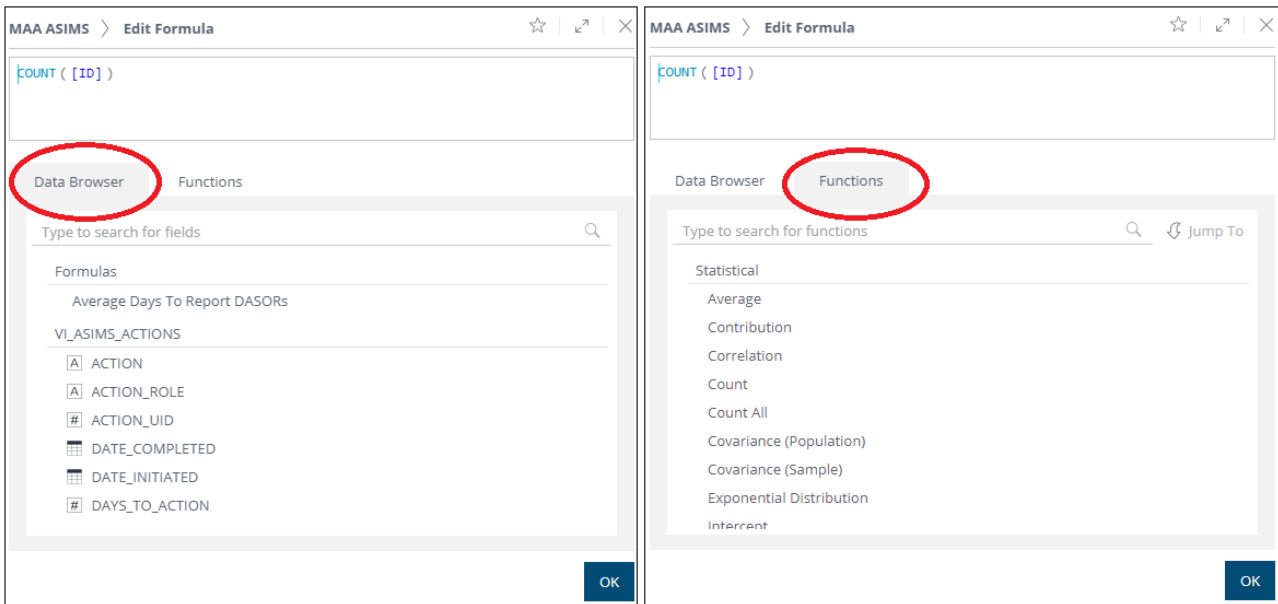 MAA ASIMS > Edit Formula
COUNT ( [ID] )
Data Browser Functions
Type to search for fields
Formulas
Average Days To Report DASORs
VI_ASIMS_ACTIONS
A ACTION
A ACTION_ROLE
# ACTION_UID
DATE_COMPLETED
DATE_INITIATED
# DAYS_TO_ACTION
OK
MAA ASIMS > Edit Formula
COUNT ( [ID] )
Data Browser Functions
Type to search for functions Jump To
Statistical
Average
Contribution
Correlation
Count
Count All
Covariance (Population)
Covariance (Sample)
Exponential Distribution
Intercept
OK